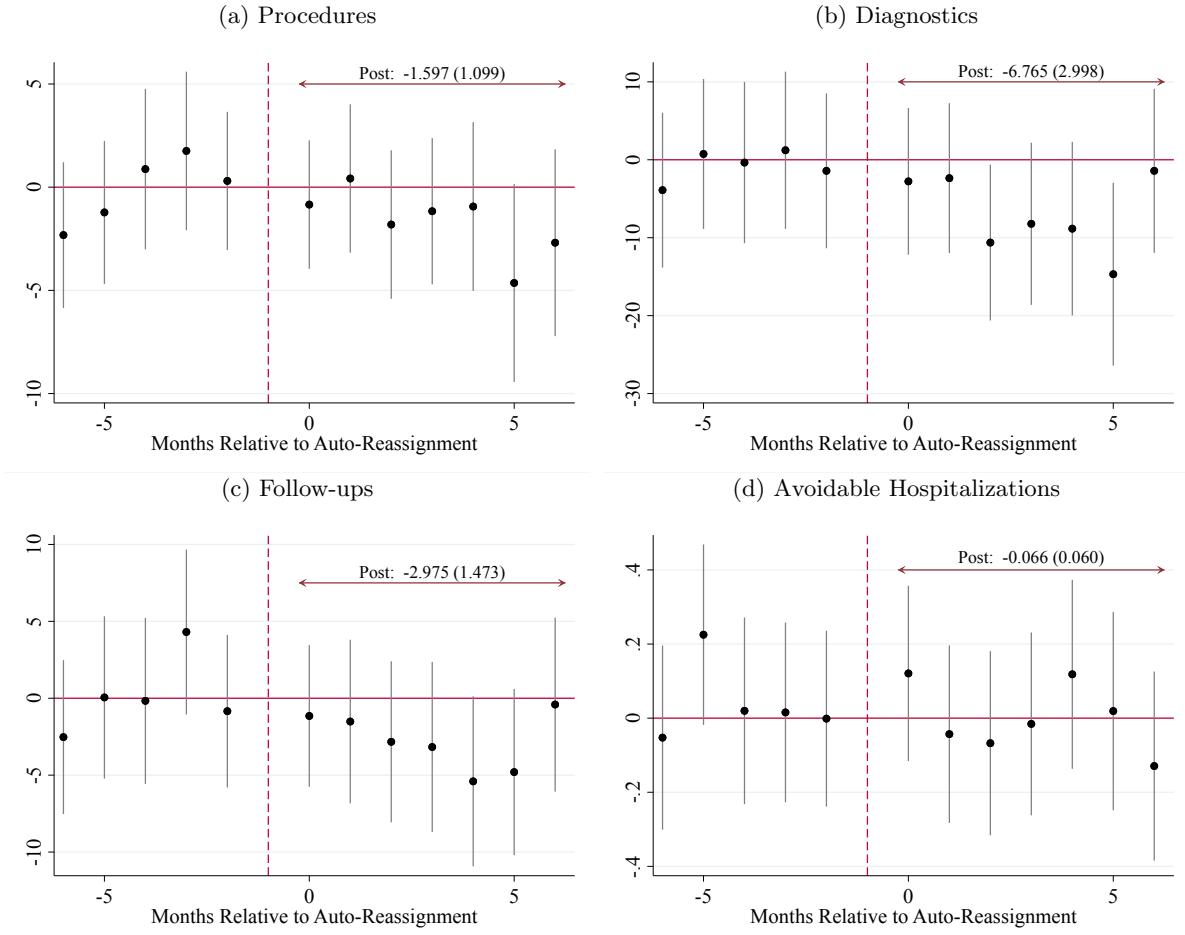 (a) Procedures
Post: -1.597 (1.099)
5
0
-5
-10
-5 0 5
Months Relative to Auto-Reassignment
(b) Diagnostics
Post: -6.765 (2.998)
10
0
-10
-20
-30
-5 0 5
Months Relative to Auto-Reassignment
(c) Follow-ups
Post: -2.975 (1.473)
10
5
0
-5
-10
-5 0 5
Months Relative to Auto-Reassignment
(d) Avoidable Hospitalizations
Post: -0.066 (0.060)
.4
.2
0
-.2
-.4
-5 0 5
Months Relative to Auto-Reassignment